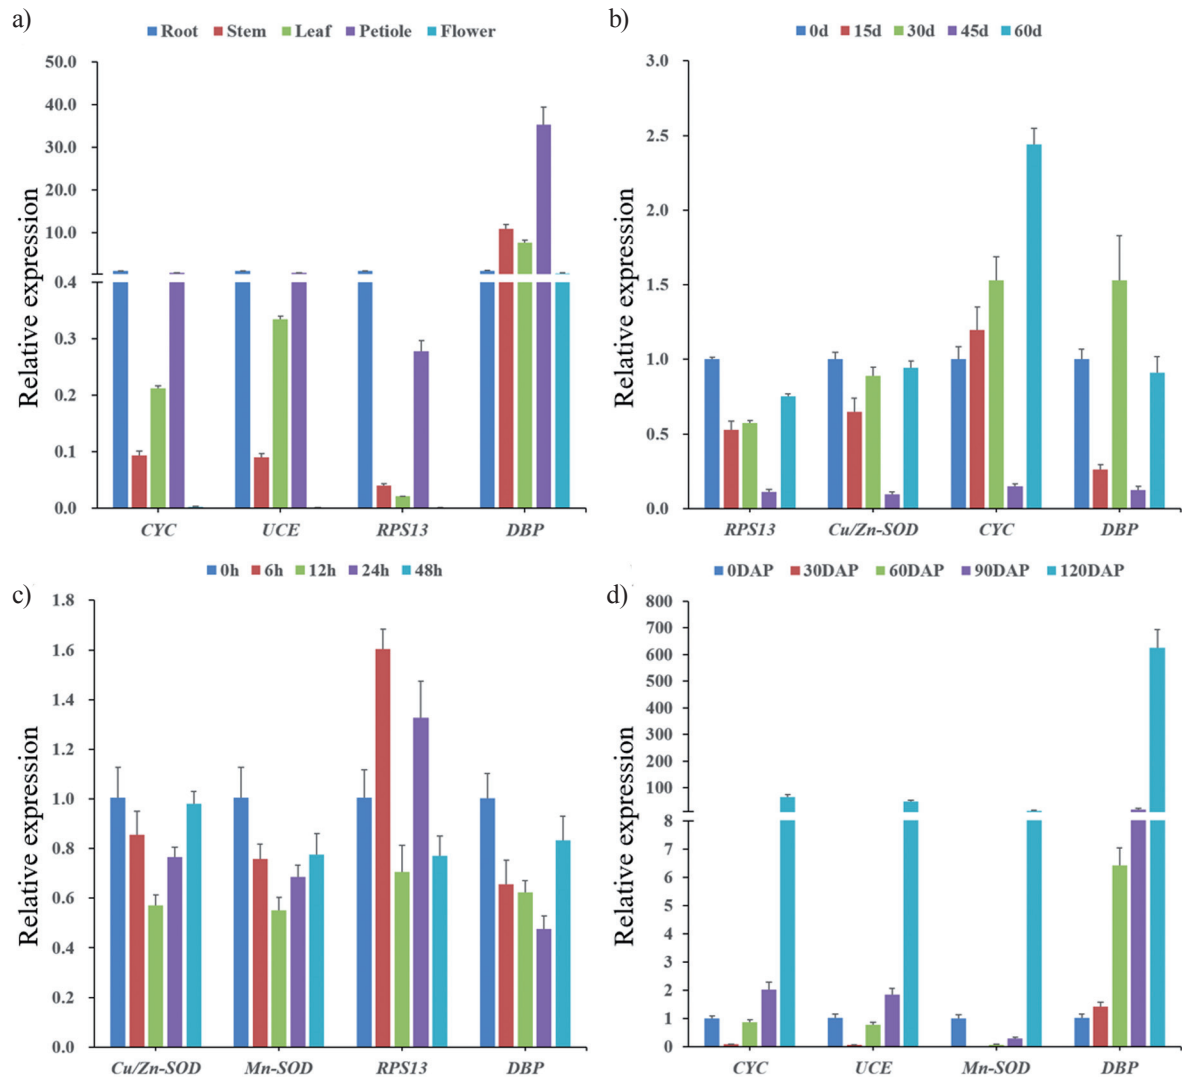 a)
Root Stem Leaf Petiole Flower
50.0
40.0
30.0
20.0
10.0
0.4
0.3
0.2
0.1
0.0
Relative expression
CYC UCE RPS13 DBP
b)
0d 15d 30d 45d 60d
3.0
2.5
2.0
1.5
1.0
0.5
0.0
Relative expression
RPS13 Cu/Zn-SOD CYC DBP
c)
0h 6h 12h 24h 48h
1.8
1.6
1.4
1.2
1.0
0.8
0.6
0.4
0.2
0.0
Relative expression
Cu/Zn-SOD Mn-SOD RPS13 DBP
d)
0DAP 30DAP 60DAP 90DAP 120DAP
800
700
600
500
400
300
200
100
8
7
6
5
4
3
2
1
0
Relative expression
CYC UCE Mn-SOD DBP